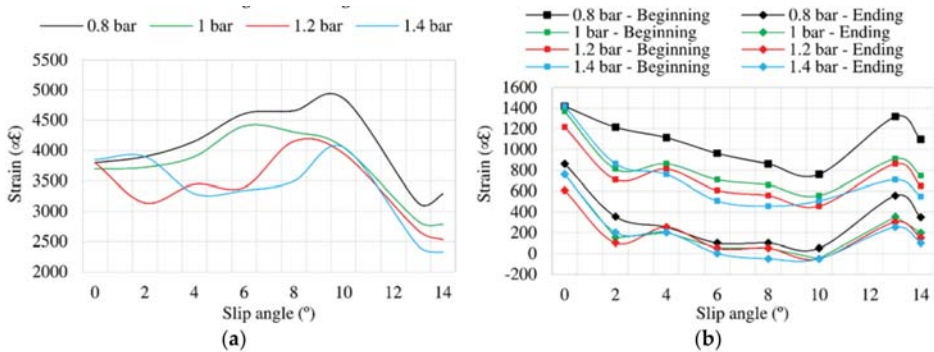 0.8 bar 1 bar 1.2 bar 1.4 bar
5500
5000
4500
4000
3500
3000
2500
2000
Strain (∝Ɛ)
0 2 4 6 8 10 12 14
Slip angle (º)
(a)
0.8 bar - Beginning 0.8 bar - Ending
1 bar - Beginning 1 bar - Ending
1.2 bar - Beginning 1.2 bar - Ending
1.4 bar - Beginning 1.4 bar - Ending
1600
1400
1200
1000
800
600
400
200
0
-200
Strain (∝Ɛ)
0 2 4 6 8 10 12 14
Slip angle (º)
(b)